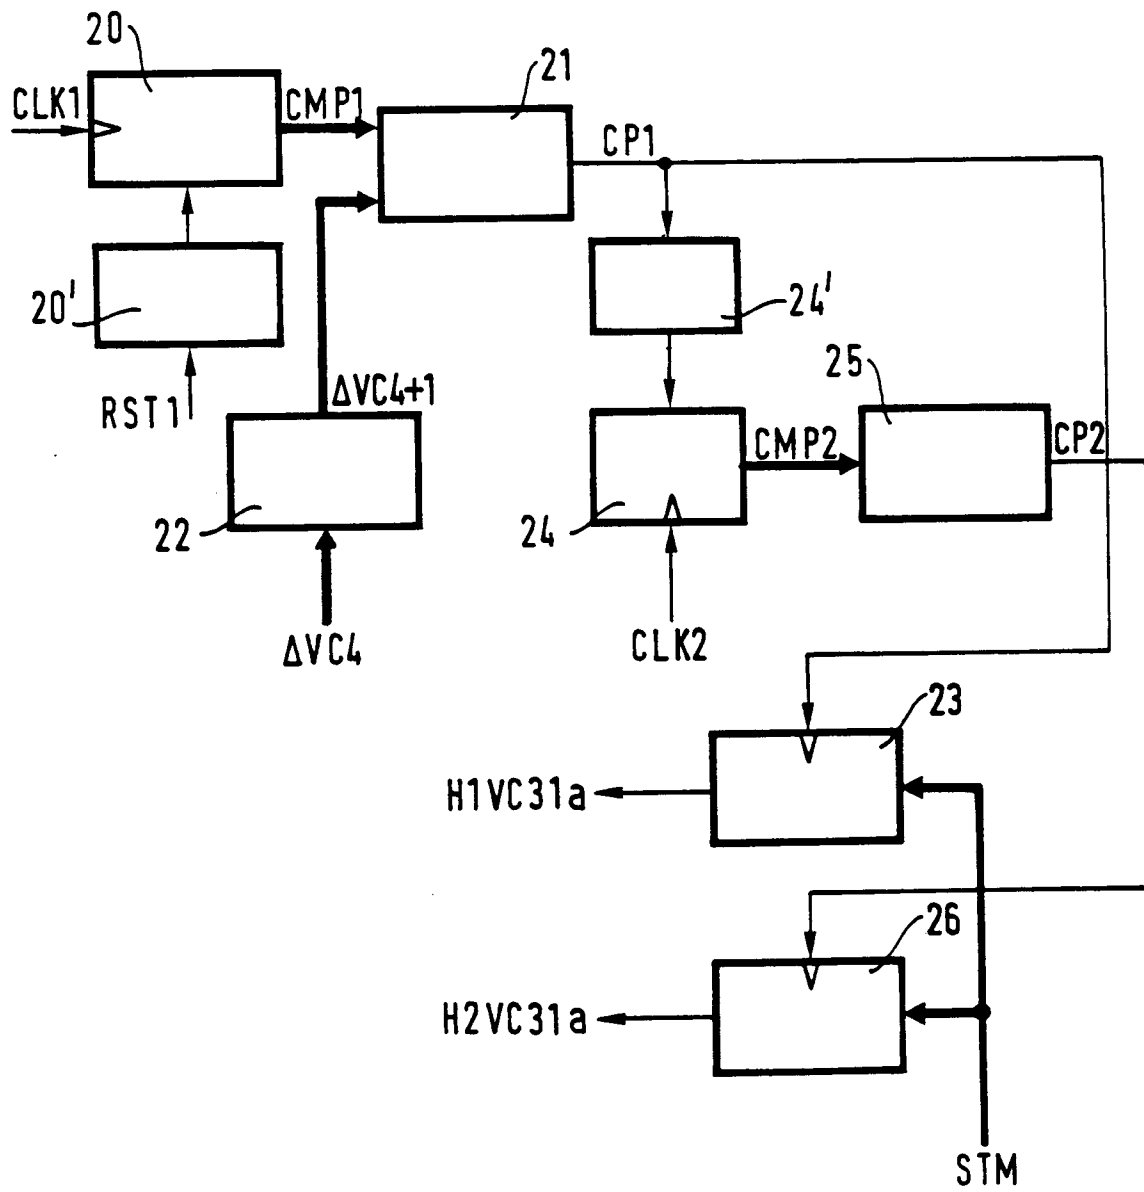 20
21
CLK1
CMP1
CP1
20'
24'
ΔVC4+1
RST1
25
CMP2
CP2
22
24
ΔVC4
CLK2
23
H1VC31a
26
H2VC31a
STM